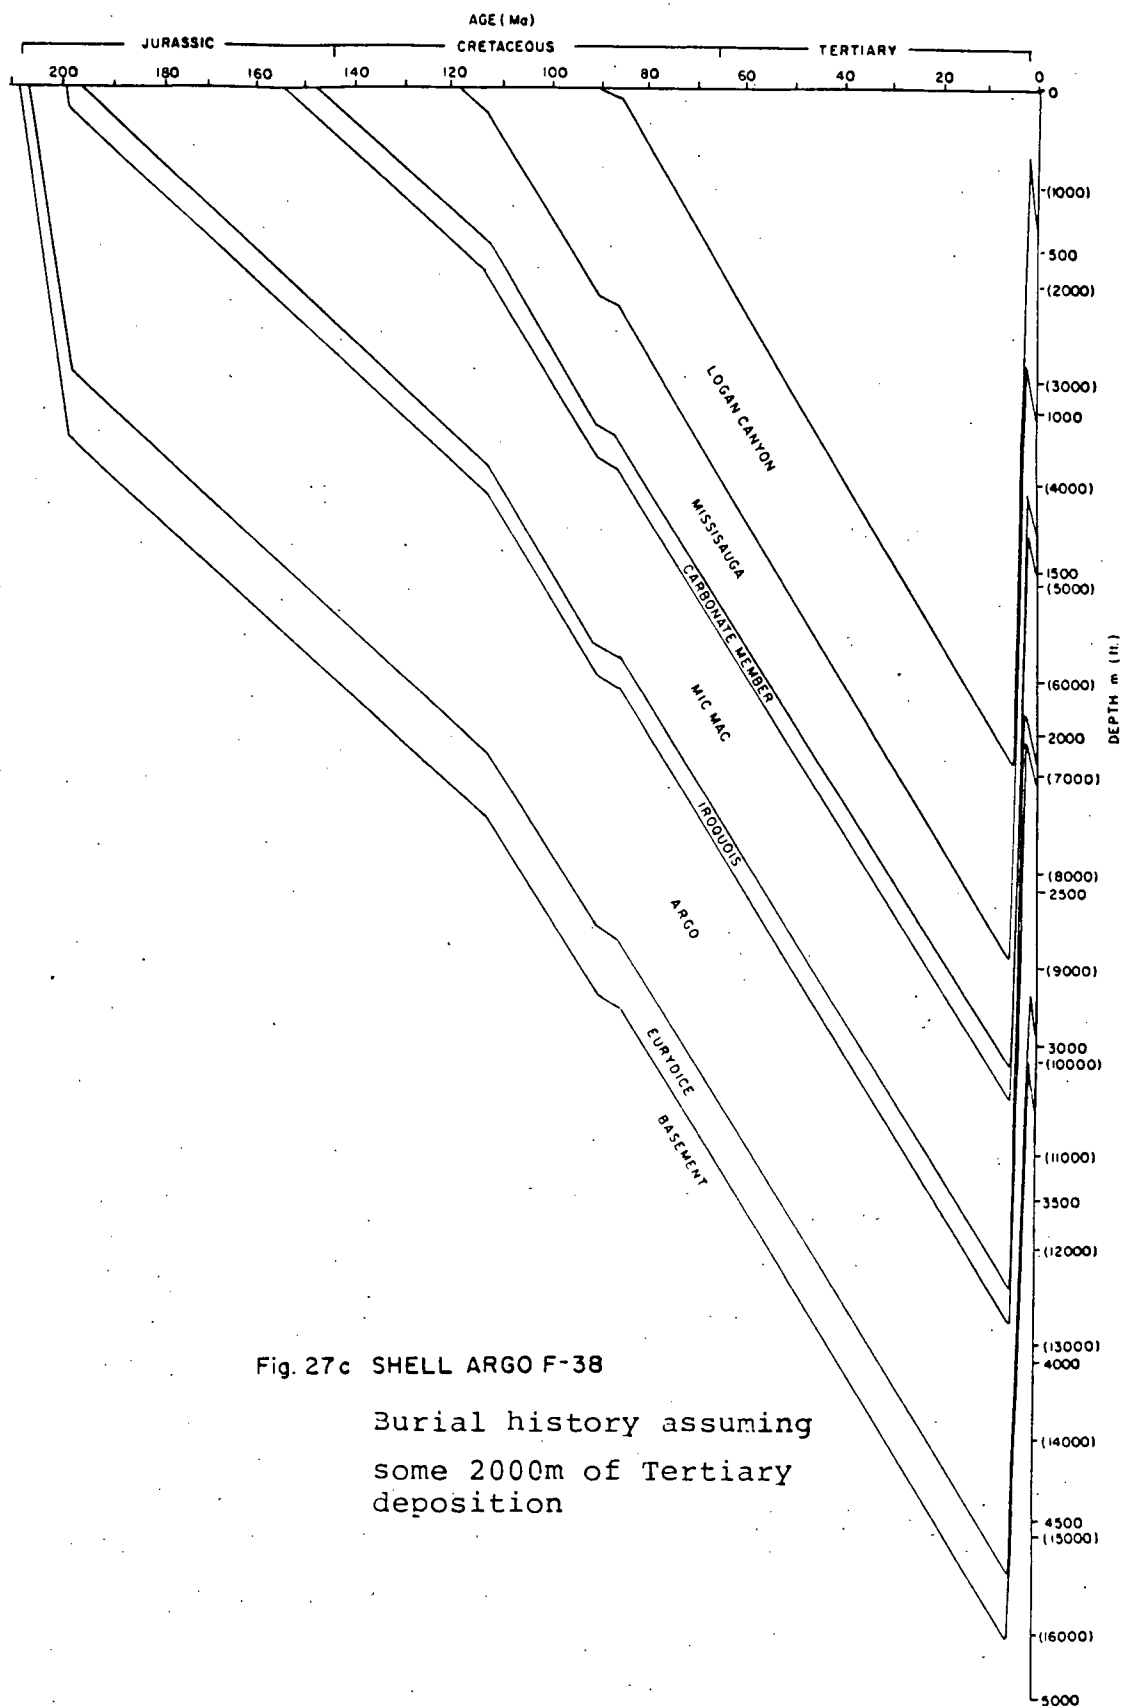 AGE (Ma)
JURASSIC CRETACEOUS TERTIARY
200 180 160 140 120 100 80 60 40 20 0
0
(1000)
500
(2000)
(3000)
1000
(4000)
1500
(5000)
(6000)
2000
(7000)
(8000)
2500
(9000)
3000
(10000)
(11000)
3500
(12000)
(13000)
4000
(14000)
4500
(15000)
(16000)
5000
DEPTH m (ft.)
LOGAN CANYON
MISSISAUGA
CARBONATE MEMBER
MIC MAC
IROQUOIS
ARGO
EURYDICE
BASEMENT
Fig. 27c SHELL ARGO F-38
Burial history assuming
some 2000m of Tertiary
deposition